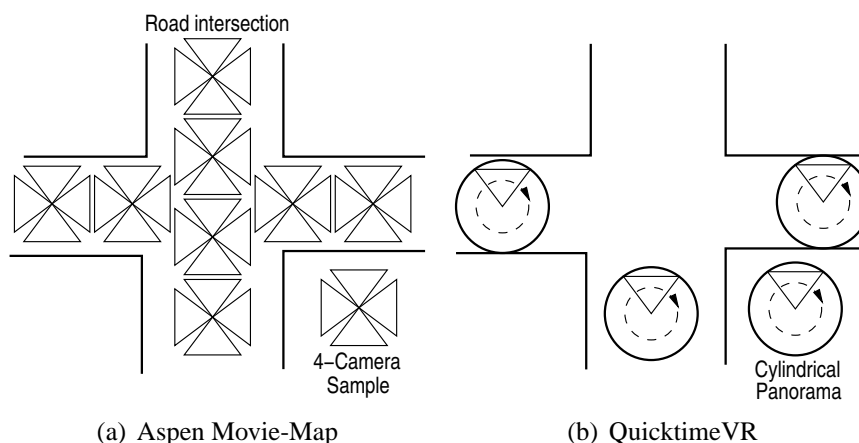 Road intersection
4−Camera
Sample
Cylindrical
Panorama
(a) Aspen Movie-Map
(b) QuicktimeVR